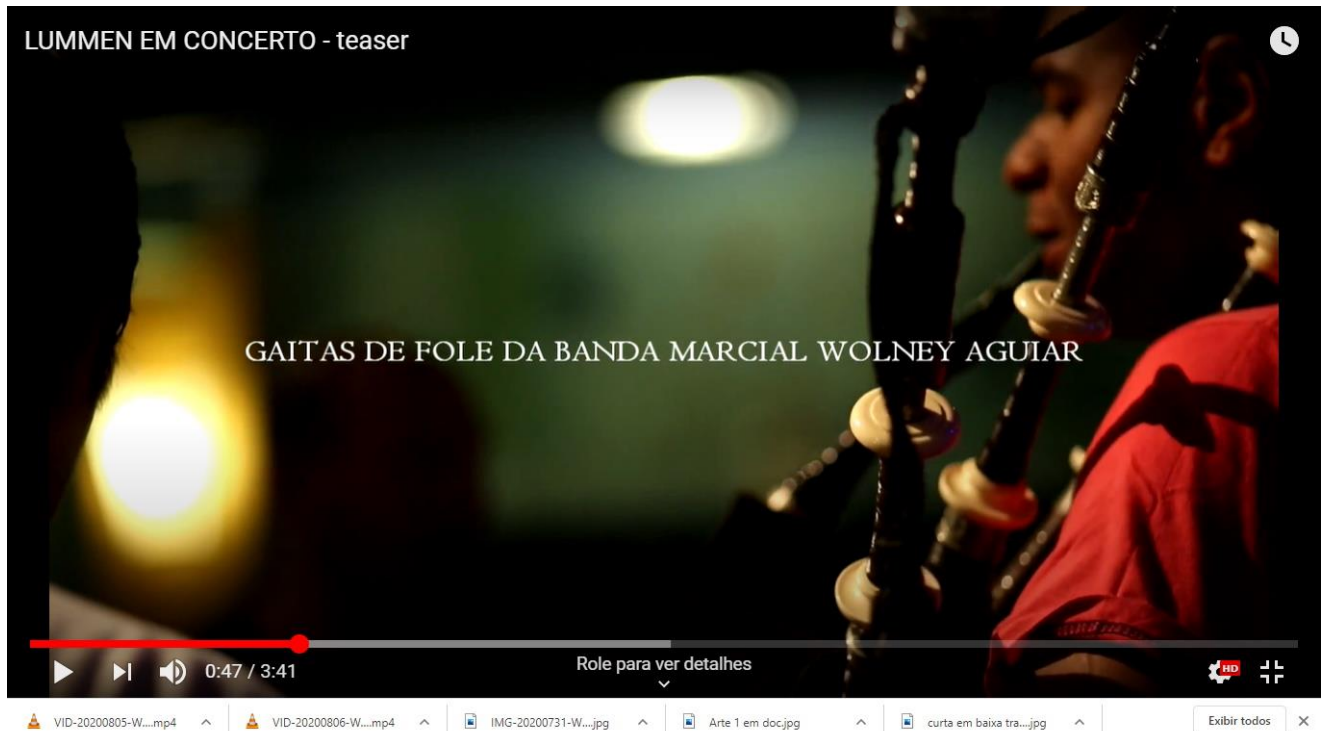 LUMMEN EM CONCERTO - teaser
GAITAS DE FOLE DA BANDA MARCIAL WOLNEY AGUIAR
0:47 / 3:41
Role para ver detalhes
HD
VID-20200805-W....mp4
VID-20200806-W....mp4
IMG-20200731-W....jpg
Arte 1 em doc.jpg
curta em baixa tra....jpg
Exibir todos